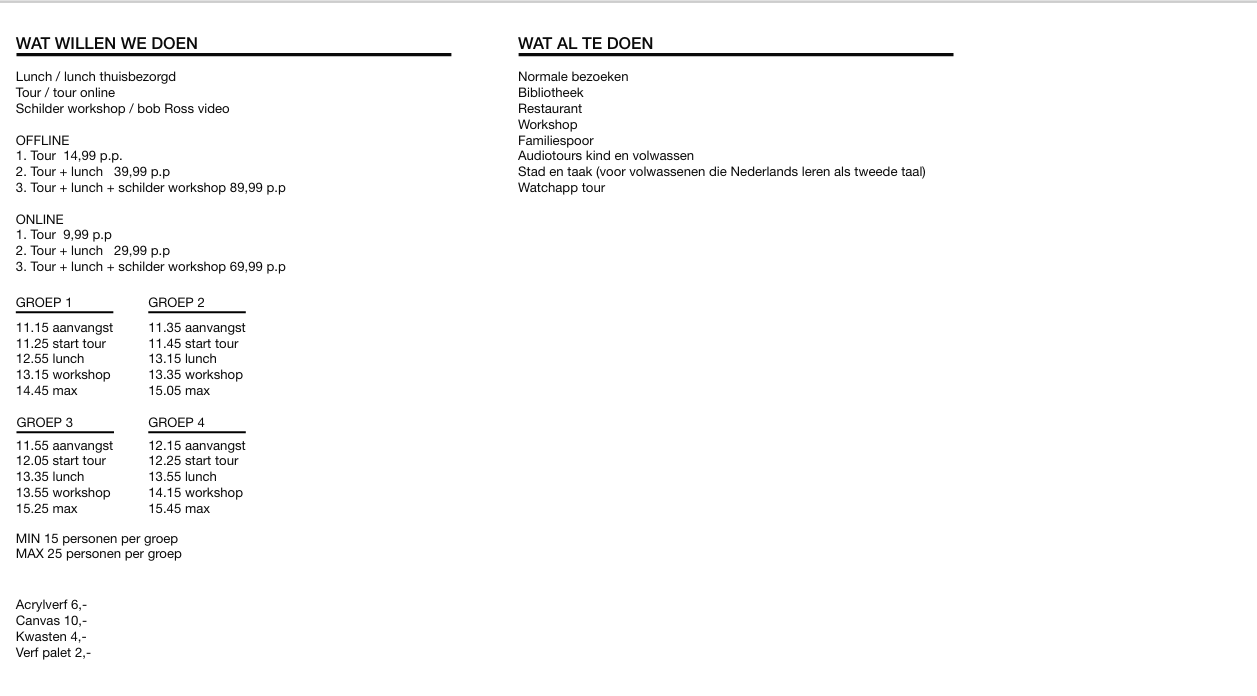 WAT WILLEN WE DOEN
Lunch / lunch thuisbezorgd
Tour / tour online
Schilder workshop / bob Ross video
OFFLINE
1. Tour  14,99 p.p.
2. Tour + lunch   39,99 p.p
3. Tour + lunch + schilder workshop 89,99 p.p
ONLINE
1. Tour  9,99 p.p
2. Tour + lunch   29,99 p.p
3. Tour + lunch + schilder workshop 69,99 p.p
GROEP 1
11.15 aanvangst
11.25 start tour
12.55 lunch
13.15 workshop
14.45 max
GROEP 2
11.35 aanvangst
11.45 start tour
13.15 lunch
13.35 workshop
15.05 max
GROEP 3
11.55 aanvangst
12.05 start tour
13.35 lunch
13.55 workshop
15.25 max
GROEP 4
12.15 aanvangst
12.25 start tour
13.55 lunch
14.15 workshop
15.45 max
MIN 15 personen per groep
MAX 25 personen per groep
Acrylverf 6,-
Canvas 10,-
Kwasten 4,-
Verf palet 2,-
WAT AL TE DOEN
Normale bezoeken
Bibliotheek
Restaurant
Workshop
Familiespoor
Audiotours kind en volwassen
Stad en taak (voor volwassenen die Nederlands leren als tweede taal)
Watchapp tour